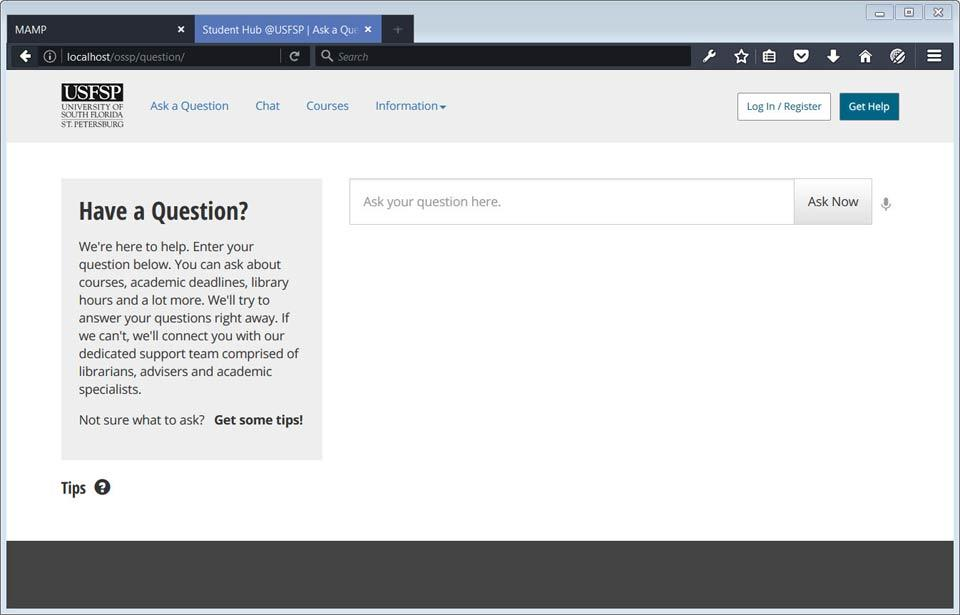 MAMP
Student Hub @USFSP | Ask a Que
localhost/ossp/question/
Search
USFSP
UNIVERSITY OF
SOUTH FLORIDA
ST. PETERSBURG
Ask a Question
Chat
Courses
Information
Log In / Register
Get Help
Have a Question?
We're here to help. Enter your
question below. You can ask about
courses, academic deadlines, library
hours and a lot more. We'll try to
answer your questions right away. If
we can't, we'll connect you with our
dedicated support team comprised of
librarians, advisers and academic
specialists.
Not sure what to ask? Get some tips!
Ask your question here.
Ask Now
Tips ?